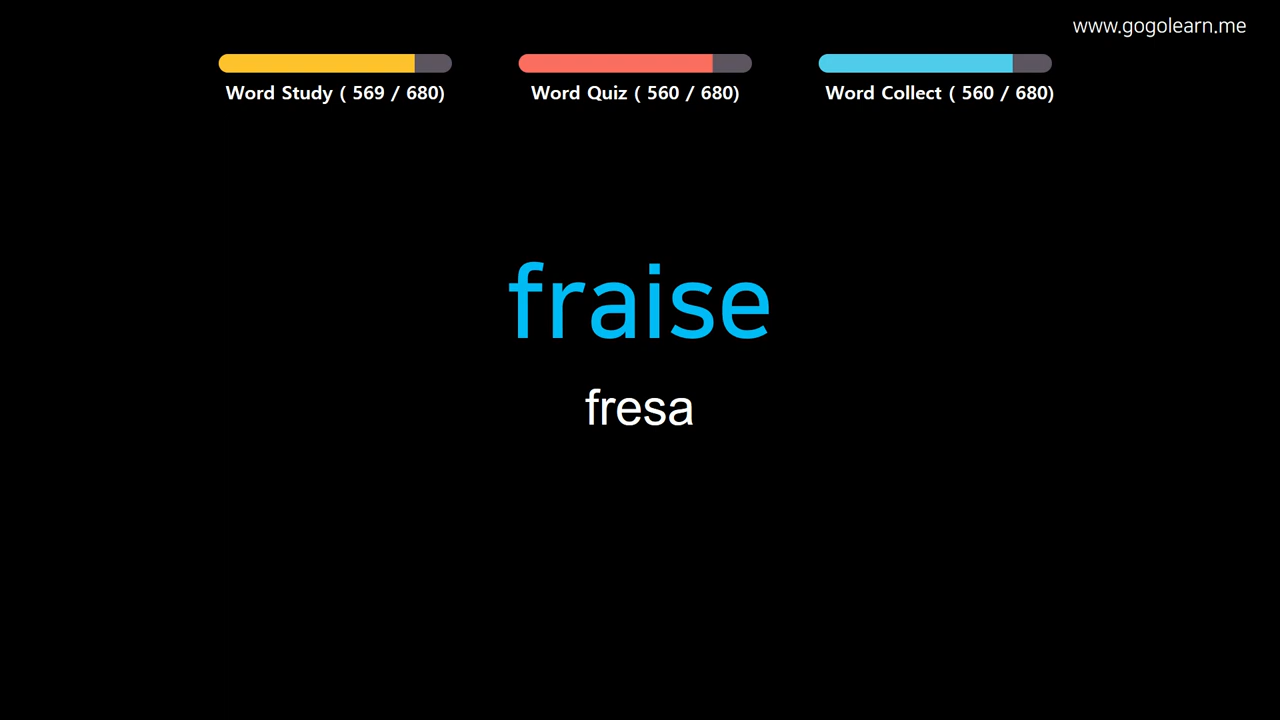 www.gogolearn.me
Word Study ( 569 / 680)
Word Quiz ( 560 / 680)
Word Collect ( 560 / 680)
fraise
fresa